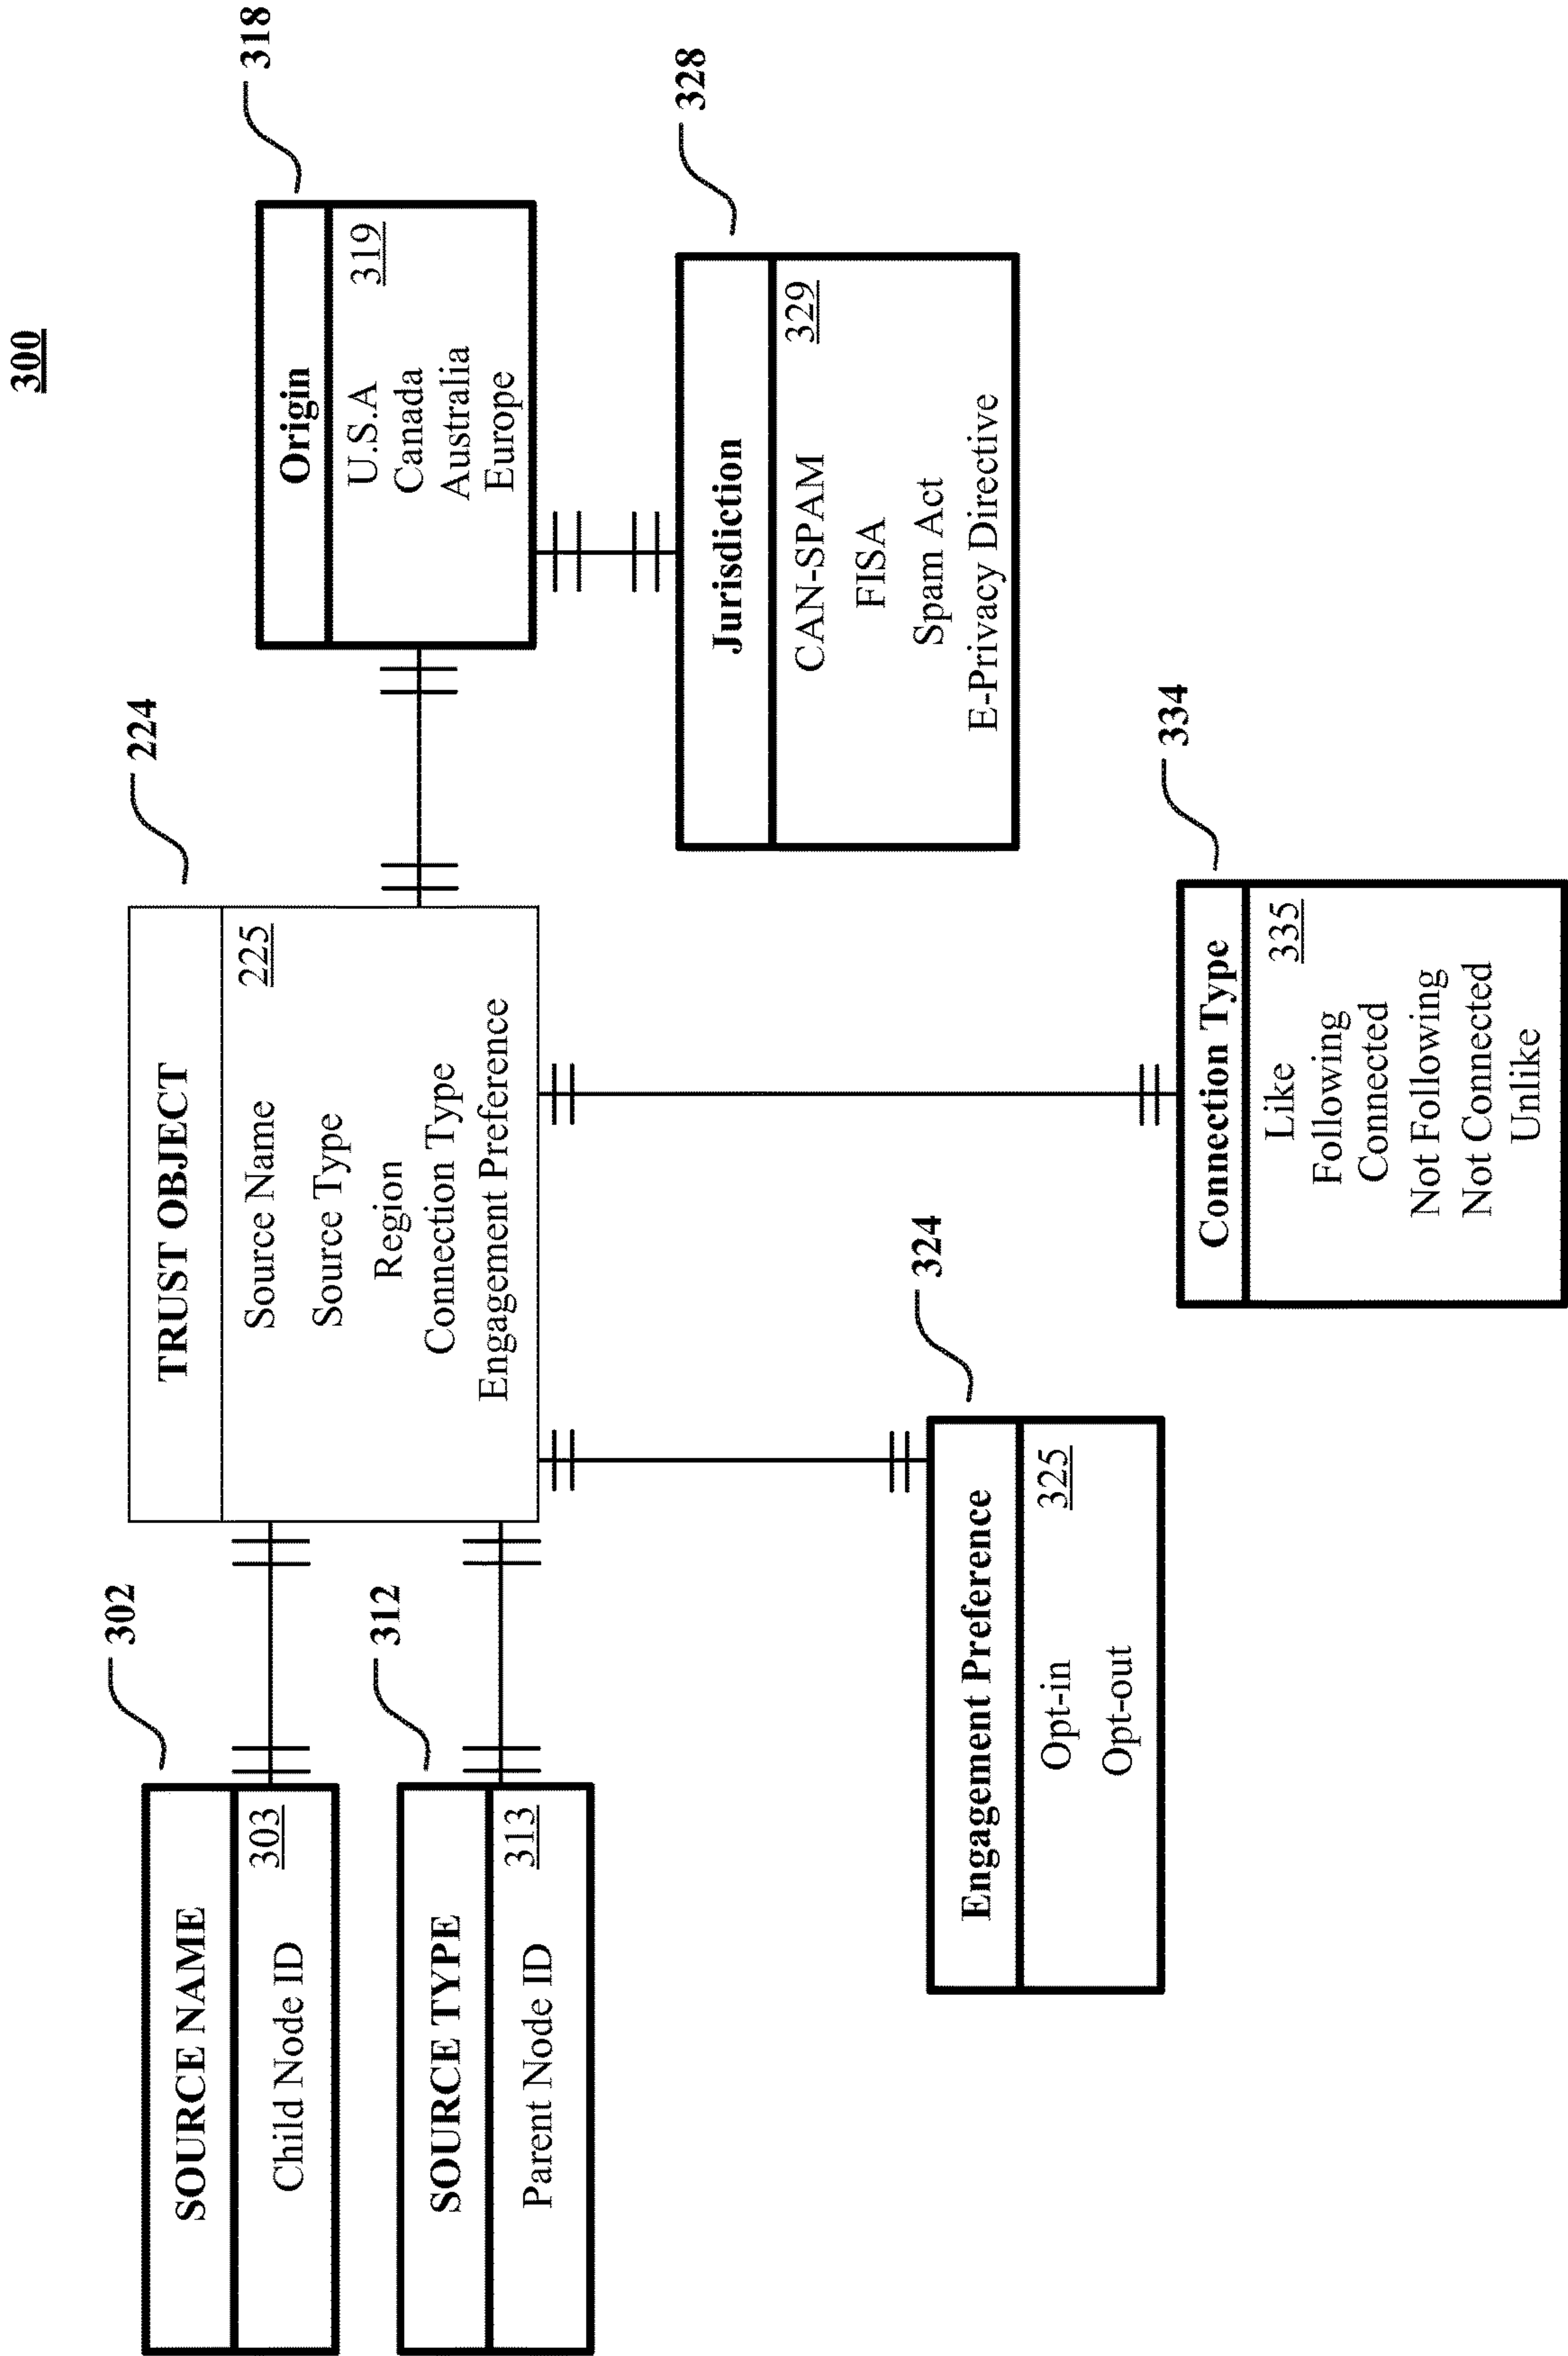 300
SOURCE NAME
303
Child Node ID
302
SOURCE TYPE
313
Parent Node ID
312
TRUST OBJECT
225
Source Name
Source Type
Region
Connection Type
Engagement Preference
224
Origin
319
U.S.A
Canada
Australia
Europe
318
Jurisdiction
329
CAN-SPAM
FISA
Spam Act
E-Privacy Directive
328
Engagement Preference
325
Opt-in
Opt-out
324
Connection Type
335
Like
Following
Connected
Not Following
Not Connected
Unlike
334